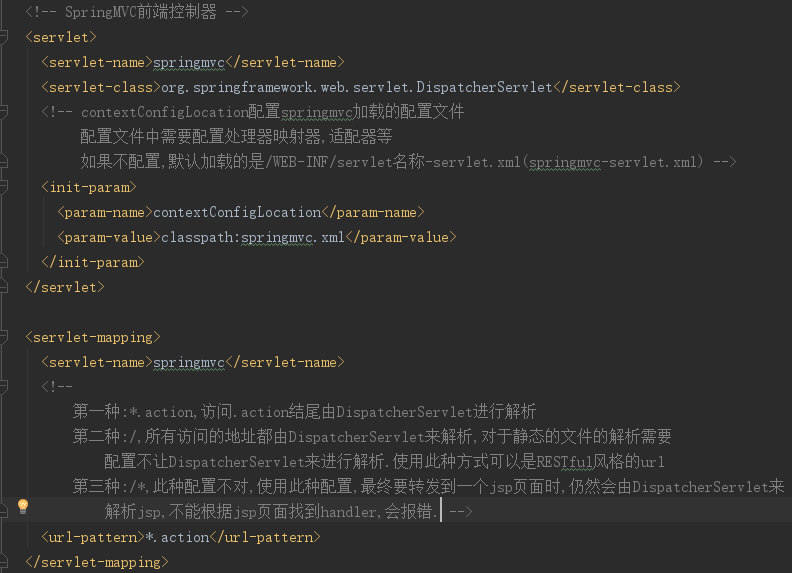 <!-- SpringMVC前端控制器 -->
<servlet>
<servlet-name>springmvc</servlet-name>
<servlet-class>org.springframework.web.servlet.DispatcherServlet</servlet-class>
<!-- contextConfigLocation配置springmvc加载的配置文件
配置文件中需要配置处理器映射器,适配器等
如果不配置,默认加载的是/WEB-INF/servlet名称-servlet.xml(springmvc-servlet.xml) -->
<init-param>
<param-name>contextConfigLocation</param-name>
<param-value>classpath:springmvc.xml</param-value>
</init-param>
</servlet>
<servlet-mapping>
<servlet-name>springmvc</servlet-name>
<!--
第一种:*.action,访问.action结尾由DispatcherServlet进行解析
第二种:/,所有访问的地址都由DispatcherServlet来解析,对于静态的文件的解析需要
配置不让DispatcherServlet来进行解析.使用此种方式可以是RESTful风格的url
第三种:/*,此种配置不对,使用此种配置,最终要转发到一个jsp页面时,仍然会由DispatcherServlet来
解析jsp,不能根据jsp页面找到handler,会报错. -->
<url-pattern>*.action</url-pattern>
</servlet-mapping>